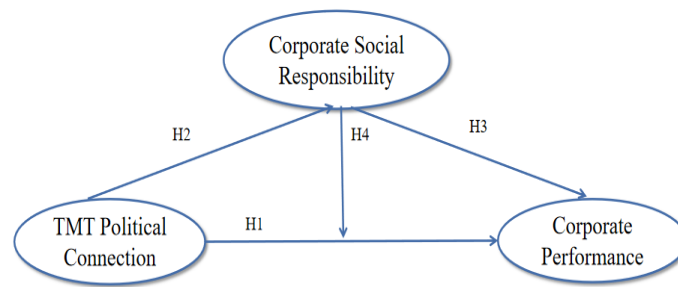 Corporate Social
Responsibility
H2
H4
H3
TMT Political
Connection
H1
Corporate
Performance